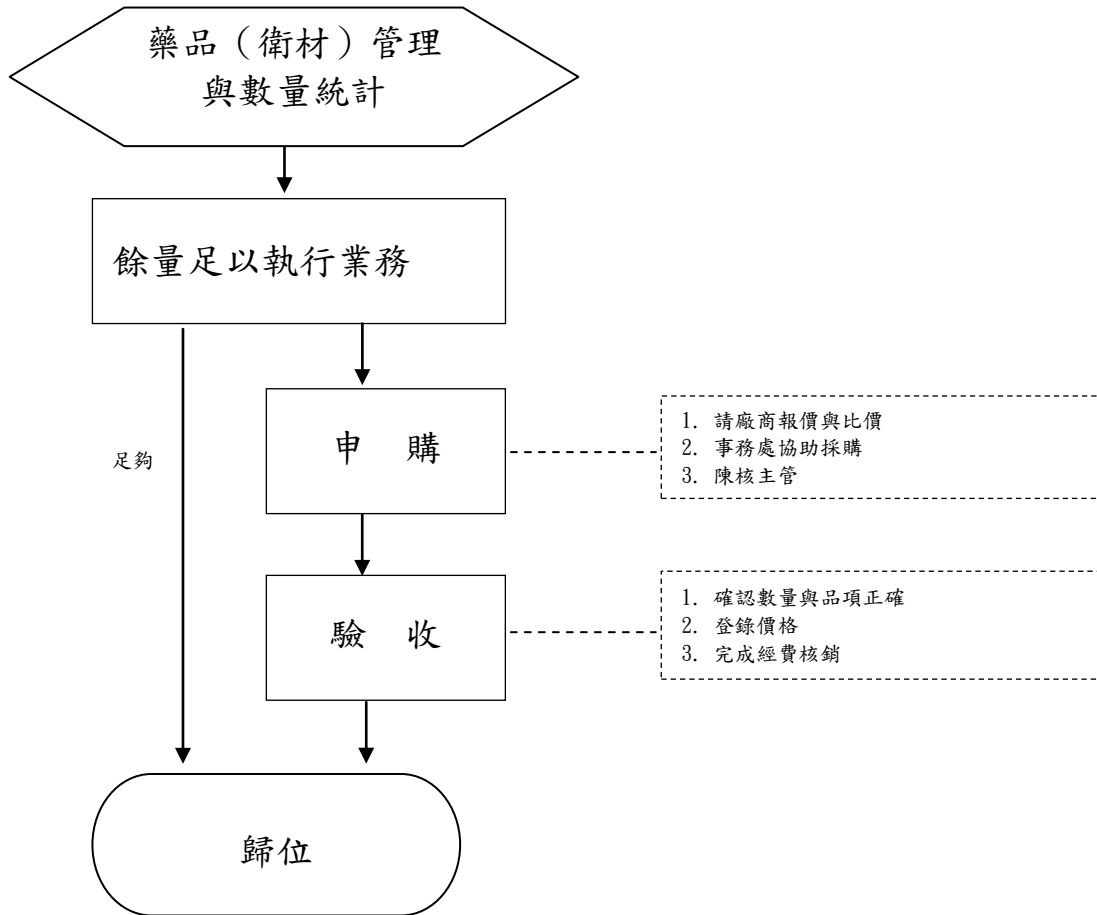 藥品（衛材）管理
與數量統計
餘量足以執行業務
足夠
申 購
1. 請廠商報價與比價
2. 事務處協助採購
3. 陳核主管
驗 收
1. 確認數量與品項正確
2. 登錄價格
3. 完成經費核銷
歸位